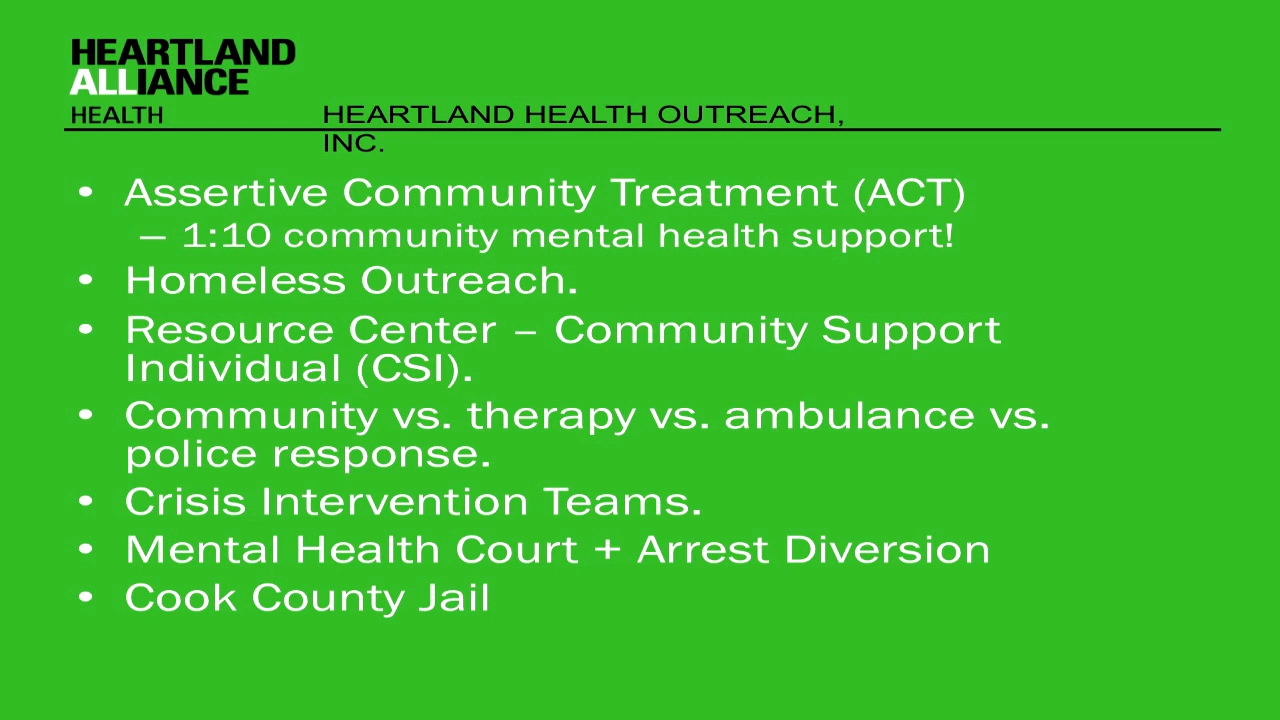 HEARTLAND
ALLIANCE
HEALTH
HEARTLAND HEALTH OUTREACH,
INC.
• Assertive Community Treatment (ACT)
– 1:10 community mental health support!
• Homeless Outreach.
• Resource Center – Community Support
Individual (CSI).
• Community vs. therapy vs. ambulance vs.
police response.
• Crisis Intervention Teams.
• Mental Health Court + Arrest Diversion
• Cook County Jail